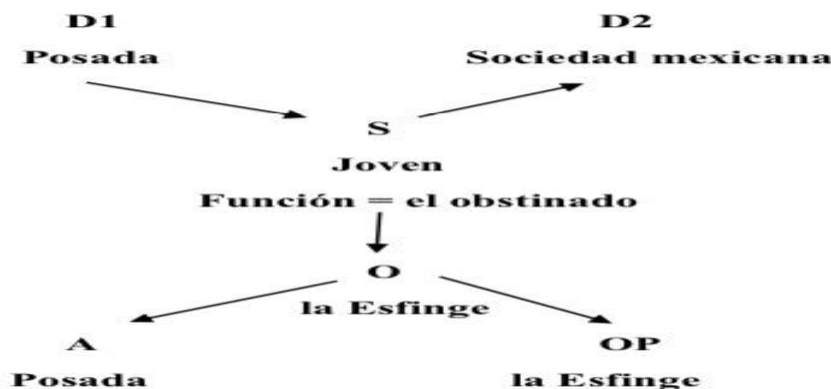 D1 D2
Posada Sociedad mexicana
S
Joven
Función = el obstinado
O
la Esfinge
A OP
Posada la Esfinge